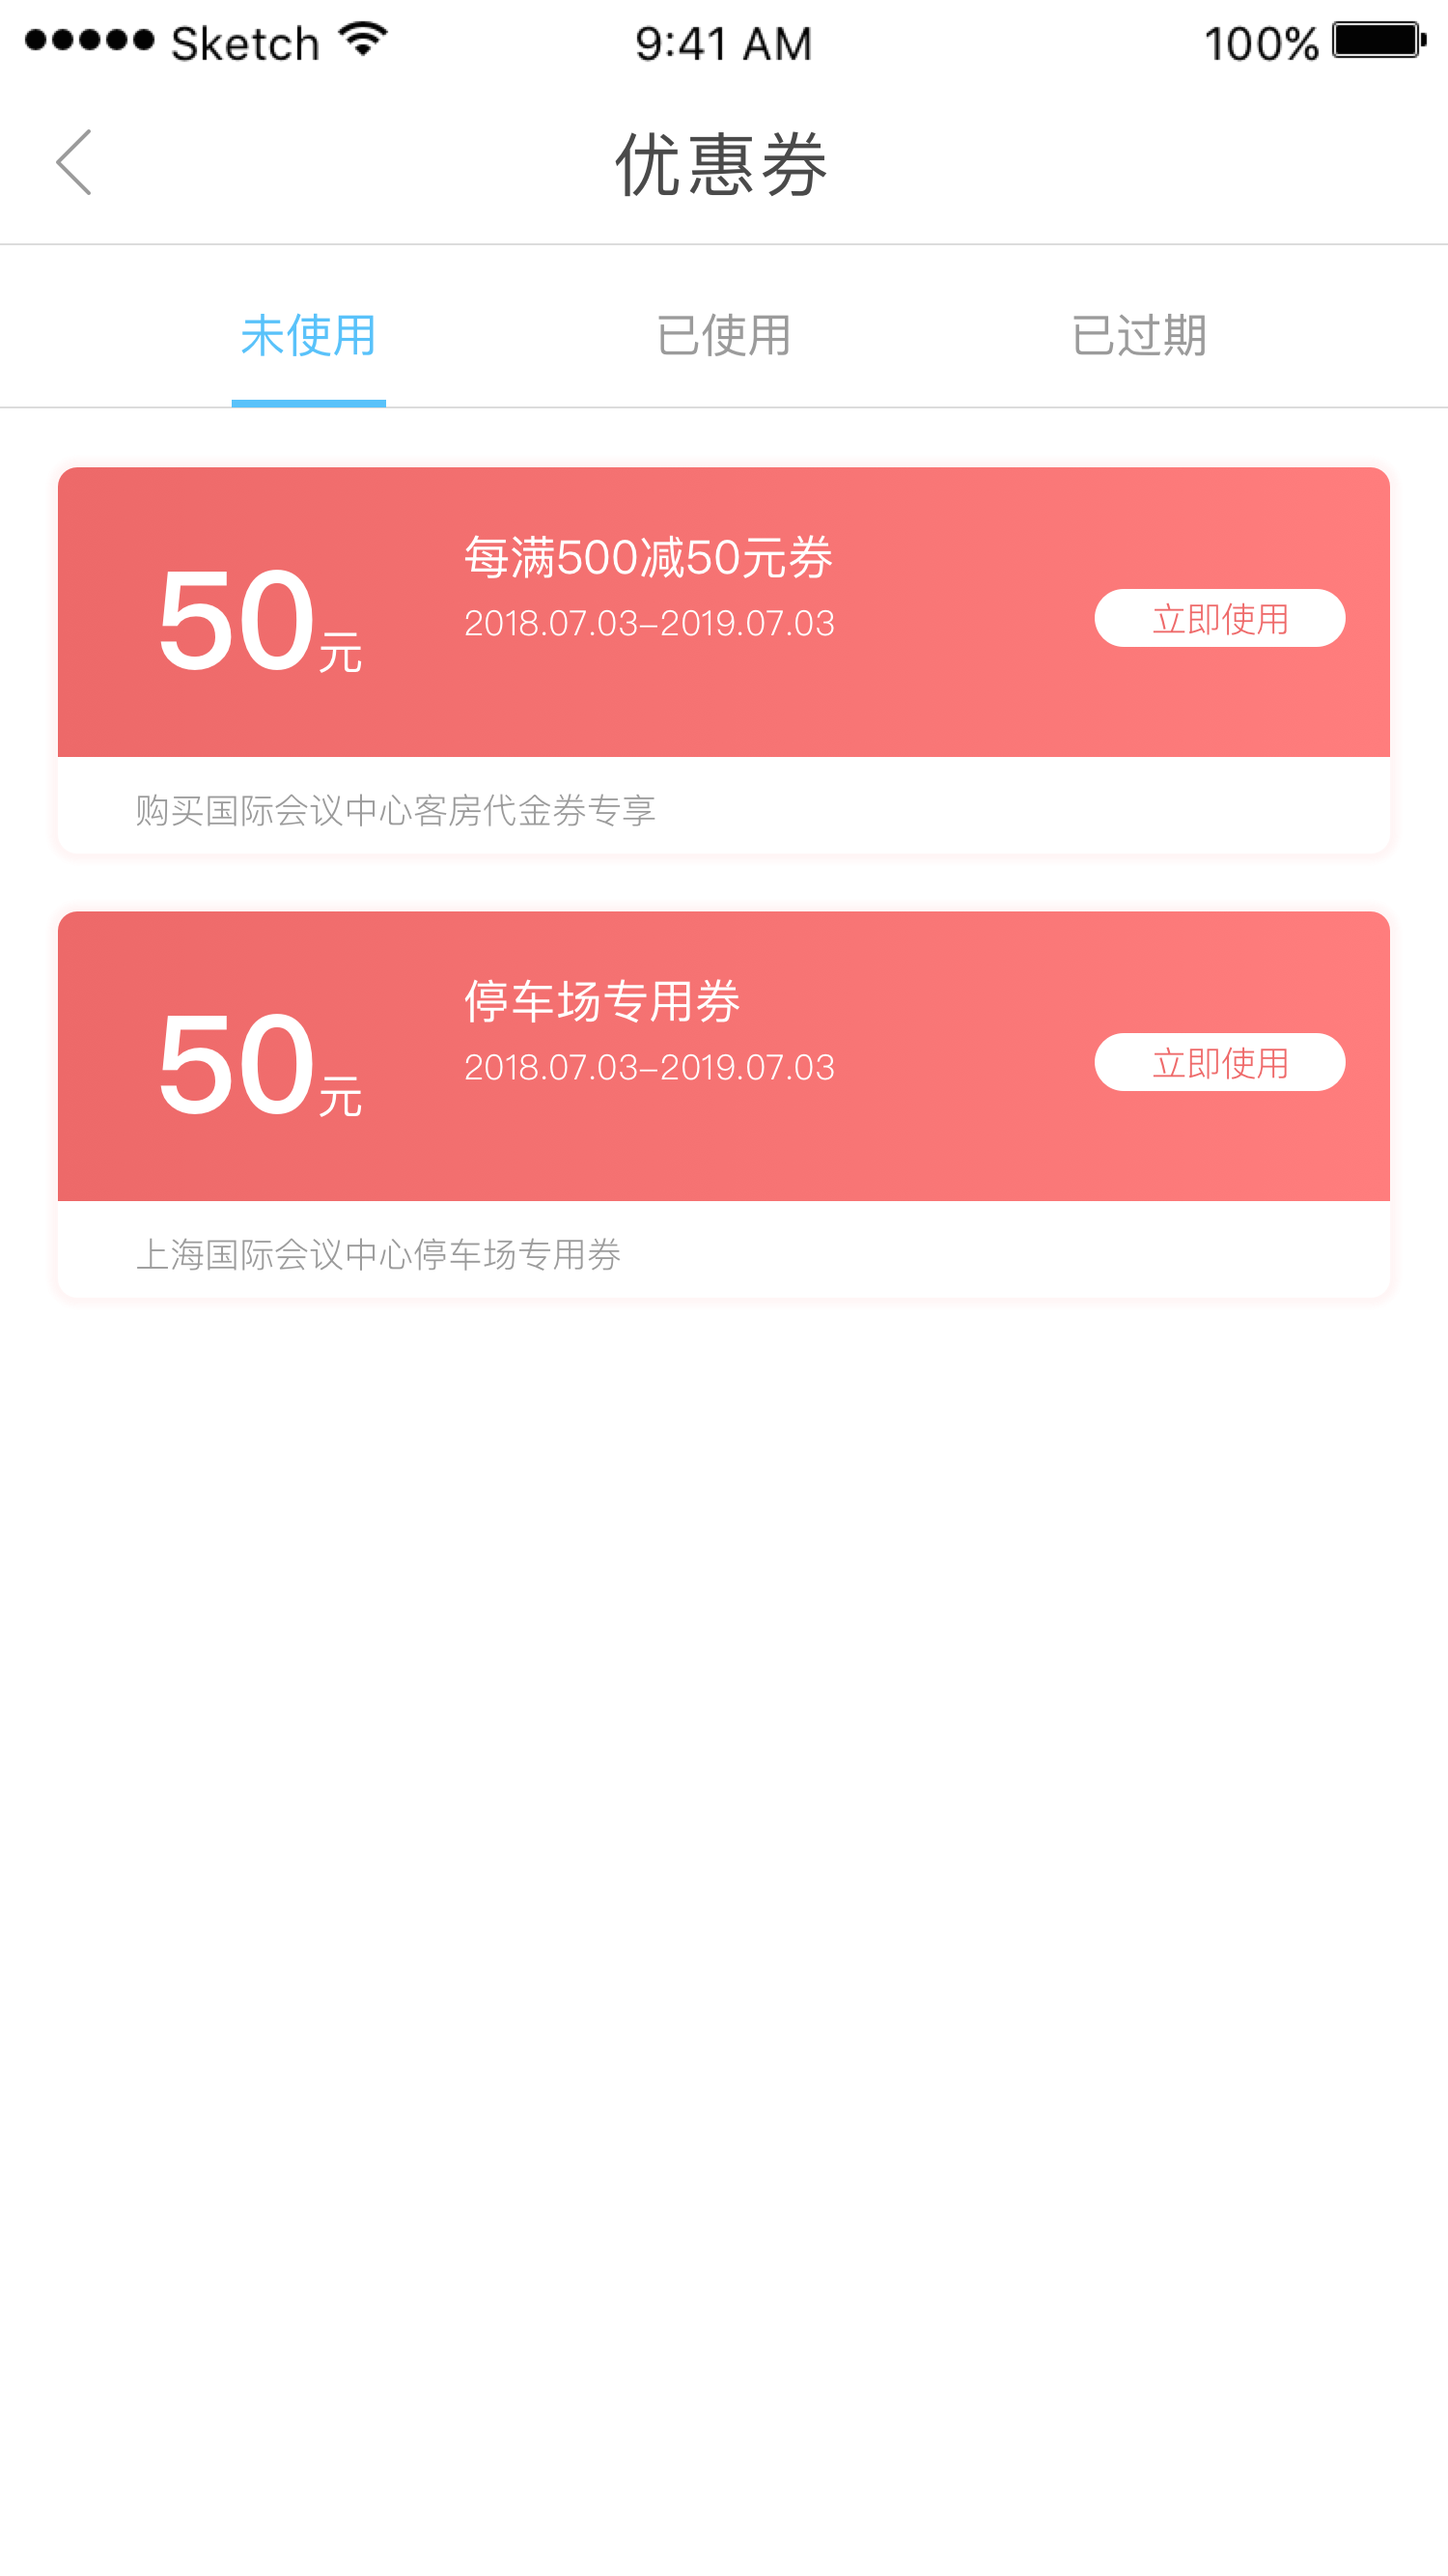 ●●●●● Sketch 9:41 AM 100%
优惠券
未使用 已使用 已过期
每满500减50元券
50元 2018.07.03-2019.07.03 立即使用
购买国际会议中心客房代金券专享
停车场专用券
50元 2018.07.03-2019.07.03 立即使用
上海国际会议中心停车场专用券